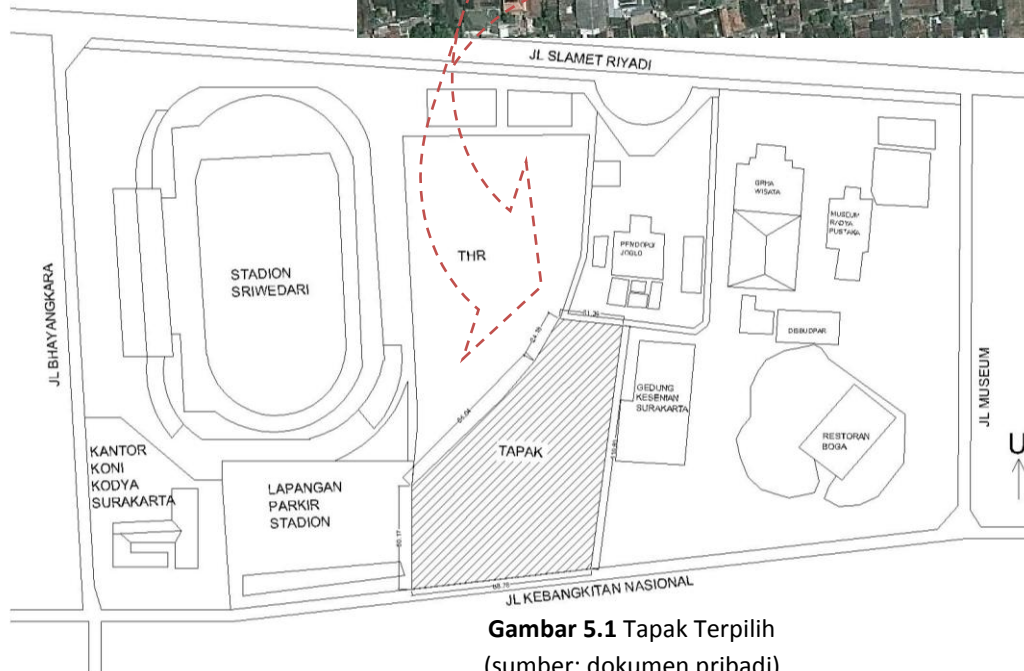 JL SLAMET RIYADI
JL BHAYANGKARA
STADION
SRIWEDARI
THR
GRHA
WISATA
MUSEUM
RADYA
PUSTAKA
PENDOPO
JOGLO
DISBUDPAR
JL MUSEUM
GEDUNG
KESENIAN
SURAKARTA
RESTORAN
BOGA
U
TAPAK
KANTOR
KONI
KODYA
SURAKARTA
LAPANGAN
PARKIR
STADION
JL KEBANGKITAN NASIONAL
Gambar 5.1 Tapak Terpilih
(sumber: dokumen pribadi)